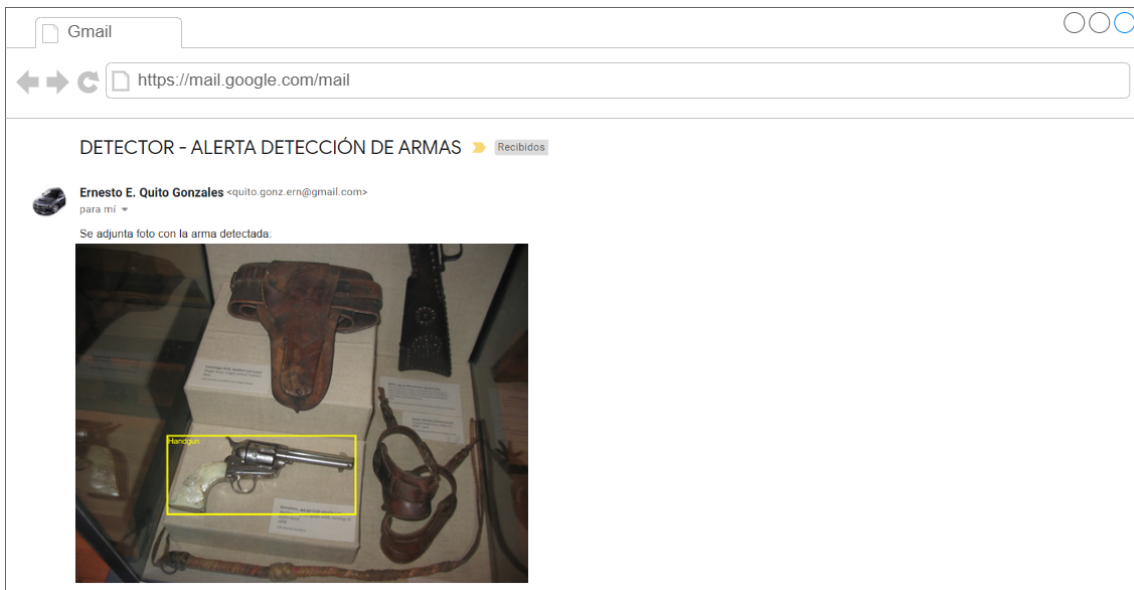 Gmail
https://mail.google.com/mail
DETECTOR - ALERTA DETECCIÓN DE ARMAS Recibidos
Ernesto E. Quito Gonzales <quito.gonz.ern@gmail.com>
para mí
Se adjunta foto con la arma detectada:
Handgun